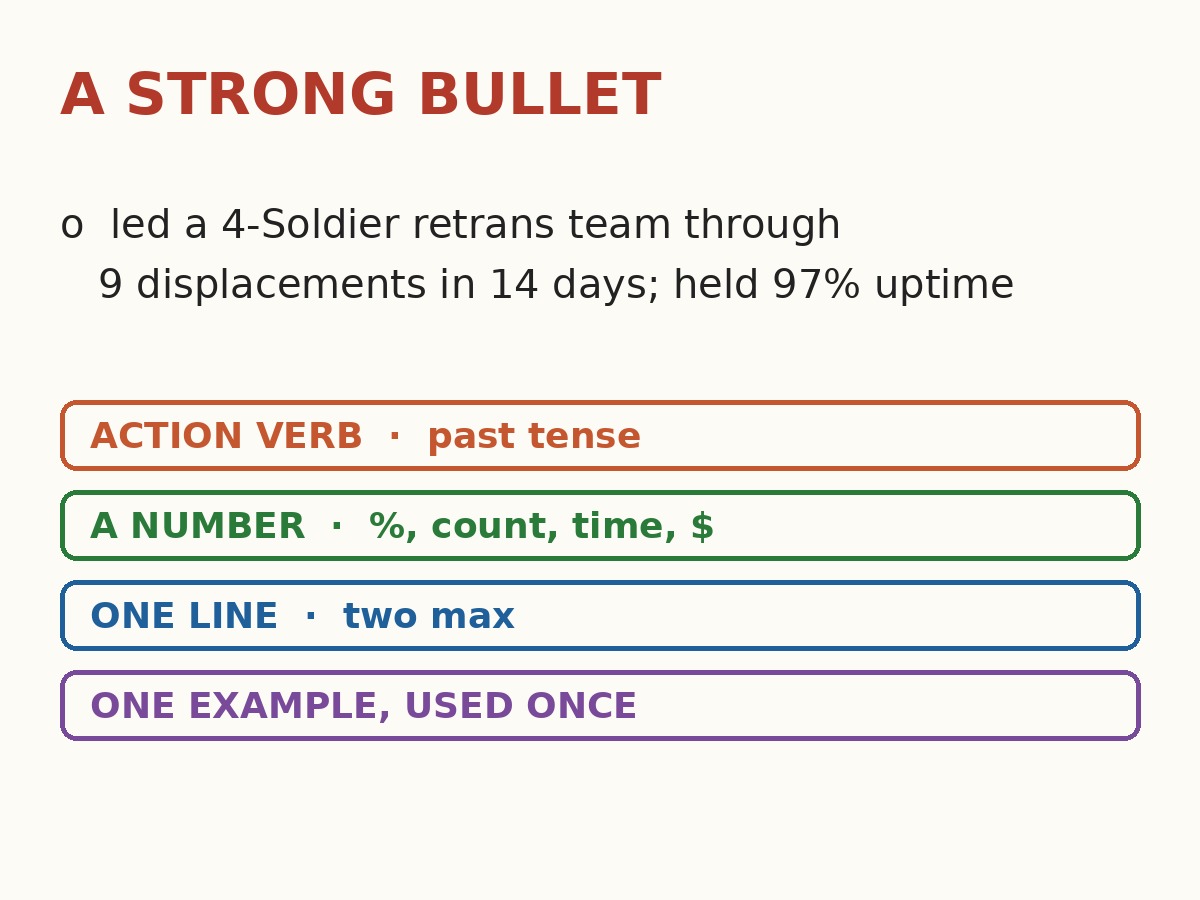 A STRONG BULLET
o led a 4-Soldier retrans team through
9 displacements in 14 days; held 97% uptime
ACTION VERB · past tense
A NUMBER · %, count, time, $
ONE LINE · two max
ONE EXAMPLE, USED ONCE